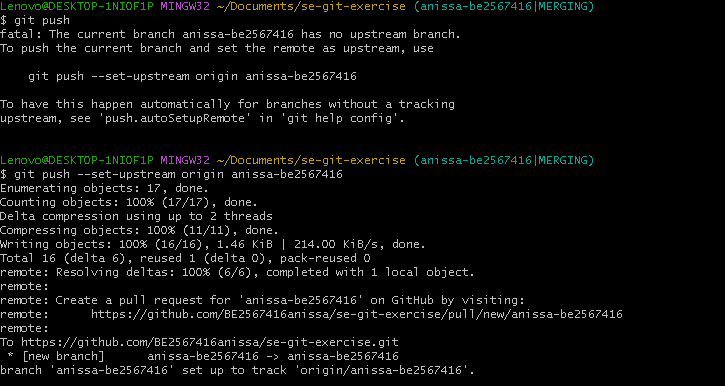 Lenovo@DESKTOP-1NIOF1P MINGW32 ~/Documents/se-git-exercise (anissa-be2567416|MERGING)
$ git push
fatal: The current branch anissa-be2567416 has no upstream branch.
To push the current branch and set the remote as upstream, use
    git push --set-upstream origin anissa-be2567416
To have this happen automatically for branches without a tracking
upstream, see 'push.autoSetupRemote' in 'git help config'.
Lenovo@DESKTOP-1NIOF1P MINGW32 ~/Documents/se-git-exercise (anissa-be2567416|MERGING)
$ git push --set-upstream origin anissa-be2567416
Enumerating objects: 17, done.
Counting objects: 100% (17/17), done.
Delta compression using up to 2 threads
Compressing objects: 100% (11/11), done.
Writing objects: 100% (16/16), 1.46 KiB | 214.00 KiB/s, done.
Total 16 (delta 6), reused 1 (delta 0), pack-reused 0
remote: Resolving deltas: 100% (6/6), completed with 1 local object.
remote:
remote: Create a pull request for 'anissa-be2567416' on GitHub by visiting:
remote:      https://github.com/BE2567416anissa/se-git-exercise/pull/new/anissa-be2567416
remote:
To https://github.com/BE2567416anissa/se-git-exercise.git
 * [new branch]      anissa-be2567416 -> anissa-be2567416
branch 'anissa-be2567416' set up to track 'origin/anissa-be2567416'.